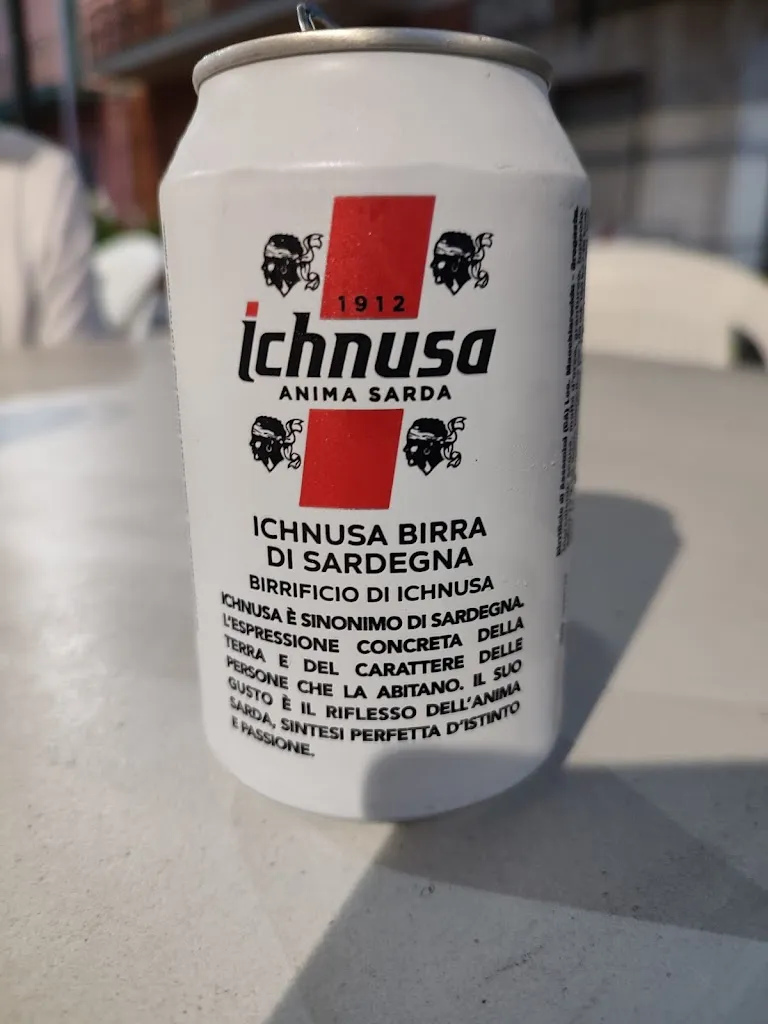 1912
ichnusa
ANIMA SARDA
ICHNUSA BIRRA
DI SARDEGNA
BIRRIFICIO DI ICHNUSA
ICHNUSA È SINONIMO DI SARDEGNA.
L'ESPRESSIONE CONCRETA DELLA
TERRA E DEL CARATTERE DELLE
PERSONE CHE LA ABITANO. IL SUO
GUSTO È IL RIFLESSO DELL'ANIMA
SARDA, SINTESI PERFETTA D'ISTINTO
E PASSIONE.